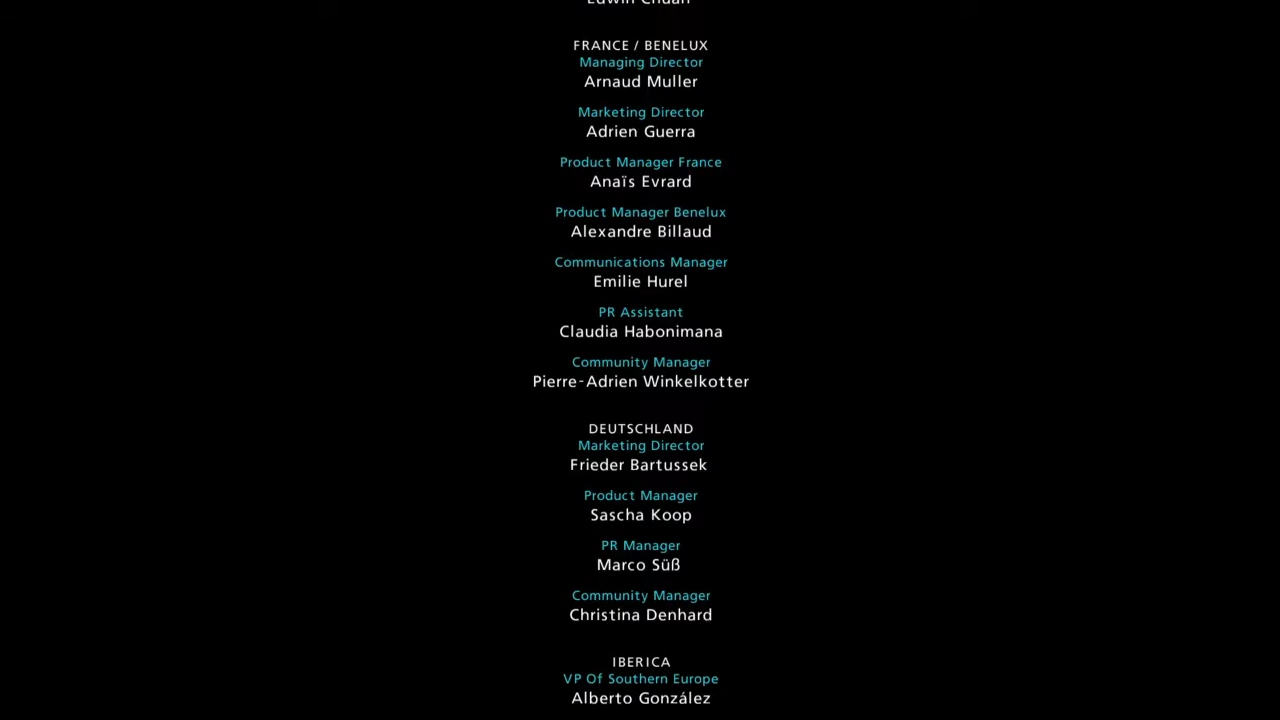 Edwin Chuah
FRANCE / BENELUX
Managing Director
Arnaud Muller
Marketing Director
Adrien Guerra
Product Manager France
Anaïs Evrard
Product Manager Benelux
Alexandre Billaud
Communications Manager
Emilie Hurel
PR Assistant
Claudia Habonimana
Community Manager
Pierre-Adrien Winkelkotter
DEUTSCHLAND
Marketing Director
Frieder Bartussek
Product Manager
Sascha Koop
PR Manager
Marco Süß
Community Manager
Christina Denhard
IBERICA
VP Of Southern Europe
Alberto González